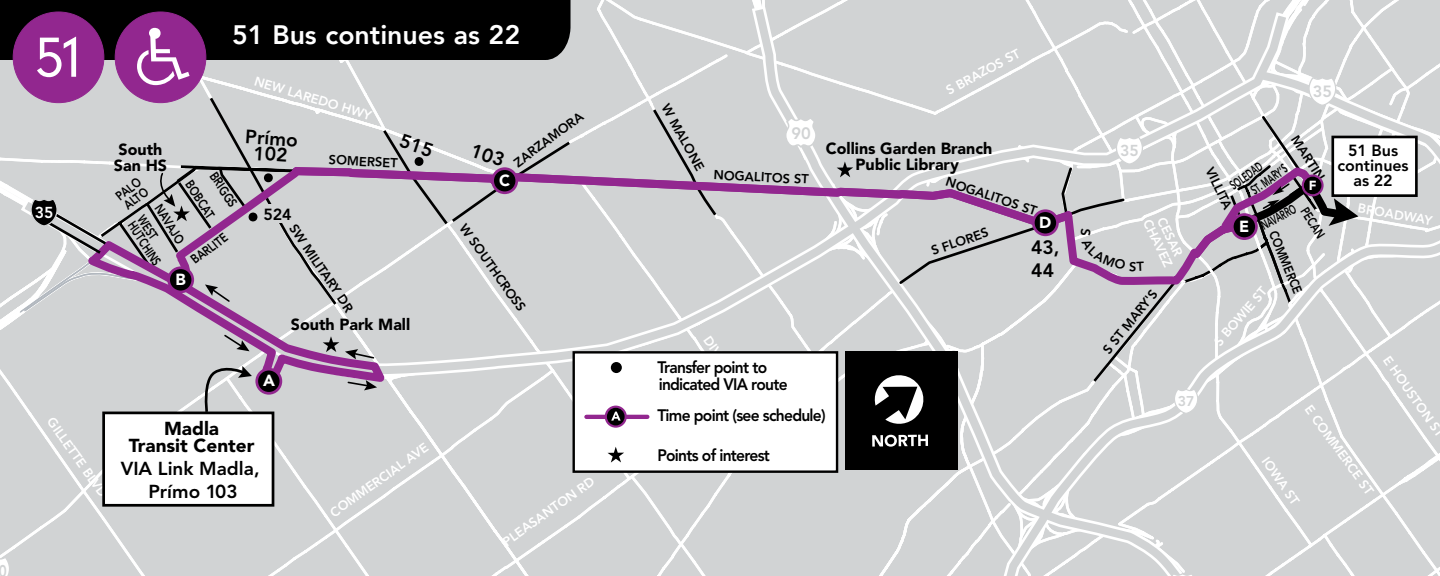 51
51 Bus continues as 22
NEW LAREDO HWY
S BRAZOS ST
35
90
35
South
San HS
Prímo
102
515
103
ZARZAMORA
W MALONE
SOMERSET
C
NOGALITOS ST
Collins Garden Branch
Public Library
NOGALITOS ST
MARTIN
51 Bus
continues
as 22
SOLEDAD
ST. MARY'S
VILLITA
F
PALO
ALTO
BOBCAT
BRIGGS
NAVAJO
WEST
HUTCHINS
524
BARLITE
35
B
SW MILITARY DR
W SOUTHCROSS
S FLORES
D
43,
44
S ALAMO ST
CESAR
CHAVEZ
E
NAVARRO
PECAN
BROADWAY
COMMERCE
S ST MARY'S
S BOWIE ST
South Park Mall
A
37
E HOUSTON ST
E COMMERCE ST
IOWA ST
Madla
Transit Center
VIA Link Madla,
Prímo 103
GILLETTE BLVD
COMMERCIAL AVE
PLEASANTON RD
Transfer point to
indicated VIA route
A
Time point (see schedule)
Points of interest
NORTH